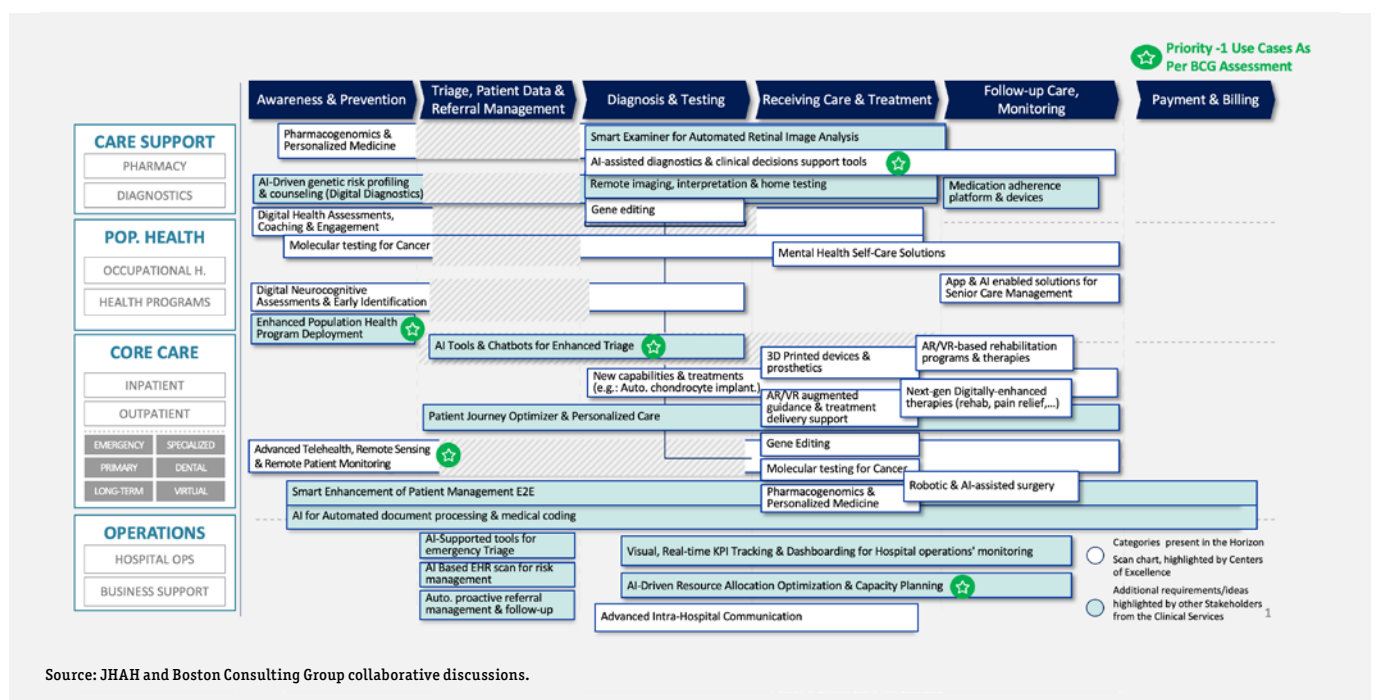 Priority -1 Use Cases As
Per BCG Assessment
Awareness & Prevention
Triage, Patient Data &
Referral Management
Diagnosis & Testing
Receiving Care & Treatment
Follow-up Care,
Monitoring
Payment & Billing
CARE SUPPORT
PHARMACY
DIAGNOSTICS
POP. HEALTH
OCCUPATIONAL H.
HEALTH PROGRAMS
CORE CARE
INPATIENT
OUTPATIENT
EMERGENCY
SPECIALIZED
PRIMARY
DENTAL
LONG-TERM
VIRTUAL
OPERATIONS
HOSPITAL OPS
BUSINESS SUPPORT
Pharmacogenomics &
Personalized Medicine
Smart Examiner for Automated Retinal Image Analysis
AI-assisted diagnostics & clinical decisions support tools
AI-Driven genetic risk profiling
& counseling (Digital Diagnostics)
Remote imaging, interpretation & home testing
Medication adherence
platform & devices
Digital Health Assessments,
Coaching & Engagement
Gene editing
Molecular testing for Cancer
Mental Health Self-Care Solutions
Digital Neurocognitive
Assessments & Early Identification
App & AI enabled solutions for
Senior Care Management
Enhanced Population Health
Program Deployment
AI Tools & Chatbots for Enhanced Triage
3D Printed devices &
prosthetics
AR/VR-based rehabilitation
programs & therapies
New capabilities & treatments
(e.g.: Auto. chondrocyte implant.)
AR/VR augmented
guidance & treatment
delivery support
Next-gen Digitally-enhanced
therapies (rehab, pain relief,...)
Patient Journey Optimizer & Personalized Care
Advanced Telehealth, Remote Sensing
& Remote Patient Monitoring
Gene Editing
Molecular testing for Cancer
Smart Enhancement of Patient Management E2E
Pharmacogenomics &
Personalized Medicine
Robotic & AI-assisted surgery
AI for Automated document processing & medical coding
AI-Supported tools for
emergency Triage
AI Based EHR scan for risk
management
Auto. proactive referral
management & follow-up
Visual, Real-time KPI Tracking & Dashboarding for Hospital operations' monitoring
AI-Driven Resource Allocation Optimization & Capacity Planning
Advanced Intra-Hospital Communication
Categories present in the Horizon
Scan chart, highlighted by Centers
of Excellence
Additional requirements/ideas
highlighted by other Stakeholders
from the Clinical Services
1
Source: JHAH and Boston Consulting Group collaborative discussions.